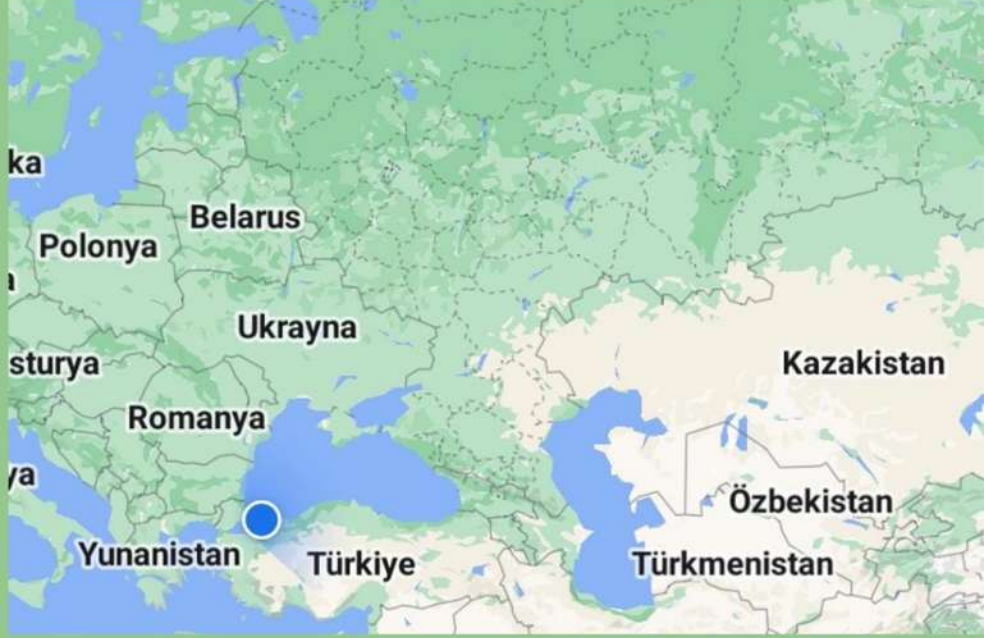 ka
Belarus
Polonya
a
Ukrayna
sturya
Kazakistan
Romanya
ya
Özbekistan
Yunanistan
Türkiye
Türkmenistan